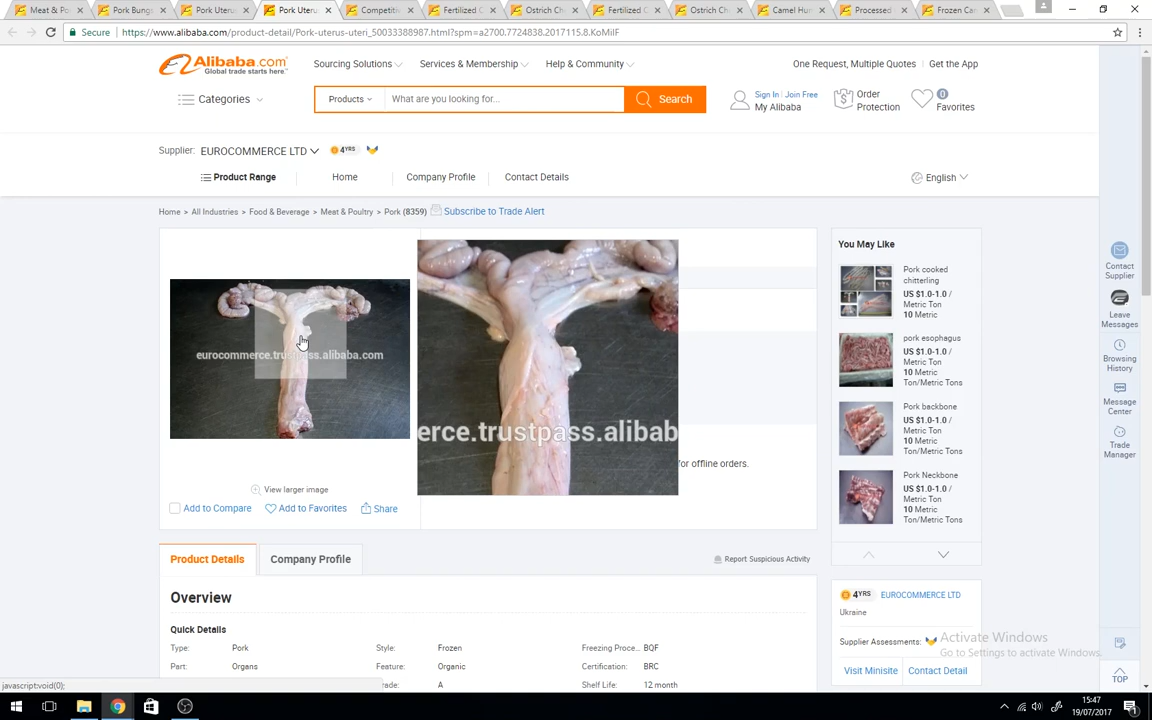 Meat & Po
Pork Bungs
Pork Uterus
Pork Uterus
Competitiv
Fertilized O
Ostrich Chi
Fertilized O
Ostrich Chi
Camel Hum
Processed
Frozen Ca
Secure https://www.alibaba.com/product-detail/Pork-uterus-uteri_50033388987.html?spm=a2700.7724838.2017115.8.KoMiIF
Alibaba.com
Global trade starts here.™
Sourcing Solutions
Services & Membership
Help & Community
One Request, Multiple Quotes
Get the App
Categories
Products
What are you looking for...
Search
Sign In | Join Free
My Alibaba
Order
Protection
0
Favorites
Supplier: EUROCOMMERCE LTD 4YRS
Product Range
Home
Company Profile
Contact Details
English
Home > All Industries > Food & Beverage > Meat & Poultry > Pork (8359) Subscribe to Trade Alert
eurocommerce.trustpass.alibaba.com
erce.trustpass.alibab
for offline orders.
View larger image
Add to Compare
Add to Favorites
Share
You May Like
Pork cooked
chitterling
US $1.0-1.0 /
Metric Ton
10 Metric
pork esophagus
US $1.0-1.0 /
Metric Ton
10 Metric
Ton/Metric Tons
Pork backbone
US $1.0-1.0 /
Metric Ton
10 Metric
Ton/Metric Tons
Pork Neckbone
US $1.0-1.0 /
Metric Ton
10 Metric
Ton/Metric Tons
Contact
Supplier
Leave
Messages
Browsing
History
Message
Center
Trade
Manager
TOP
Product Details
Company Profile
Report Suspicious Activity
Overview
Quick Details
Type: Pork
Style: Frozen
Freezing Proce... BQF
Part: Organs
Feature: Organic
Certification: BRC
rade: A
Shelf Life: 12 month
4YRS EUROCOMMERCE LTD
Ukraine
Supplier Assessments:
Visit Minisite
Contact Detail
Activate Windows
Go to Settings to activate Windows.
javascript:void(0);
15:47
19/07/2017